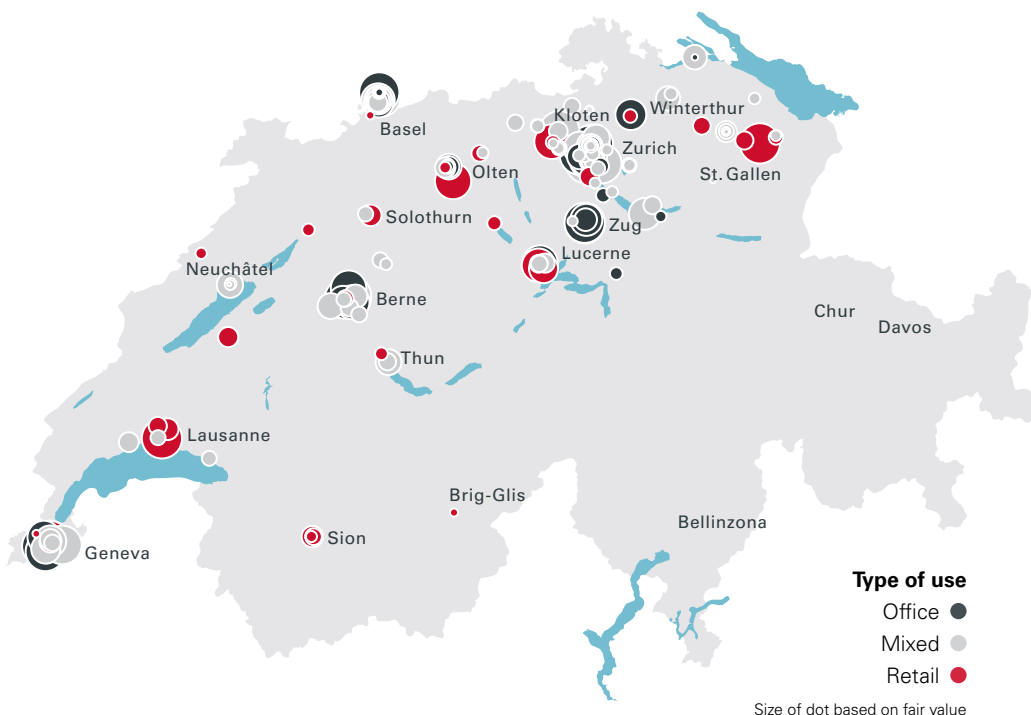 Basel
Kloten
Winterthur
Zurich
Olten
St. Gallen
Solothurn
Zug
Lucerne
Neuchâtel
Berne
Chur
Davos
Thun
Lausanne
Brig-Glis
Bellinzona
Sion
Geneva
Type of use
Office
Mixed
Retail
Size of dot based on fair value